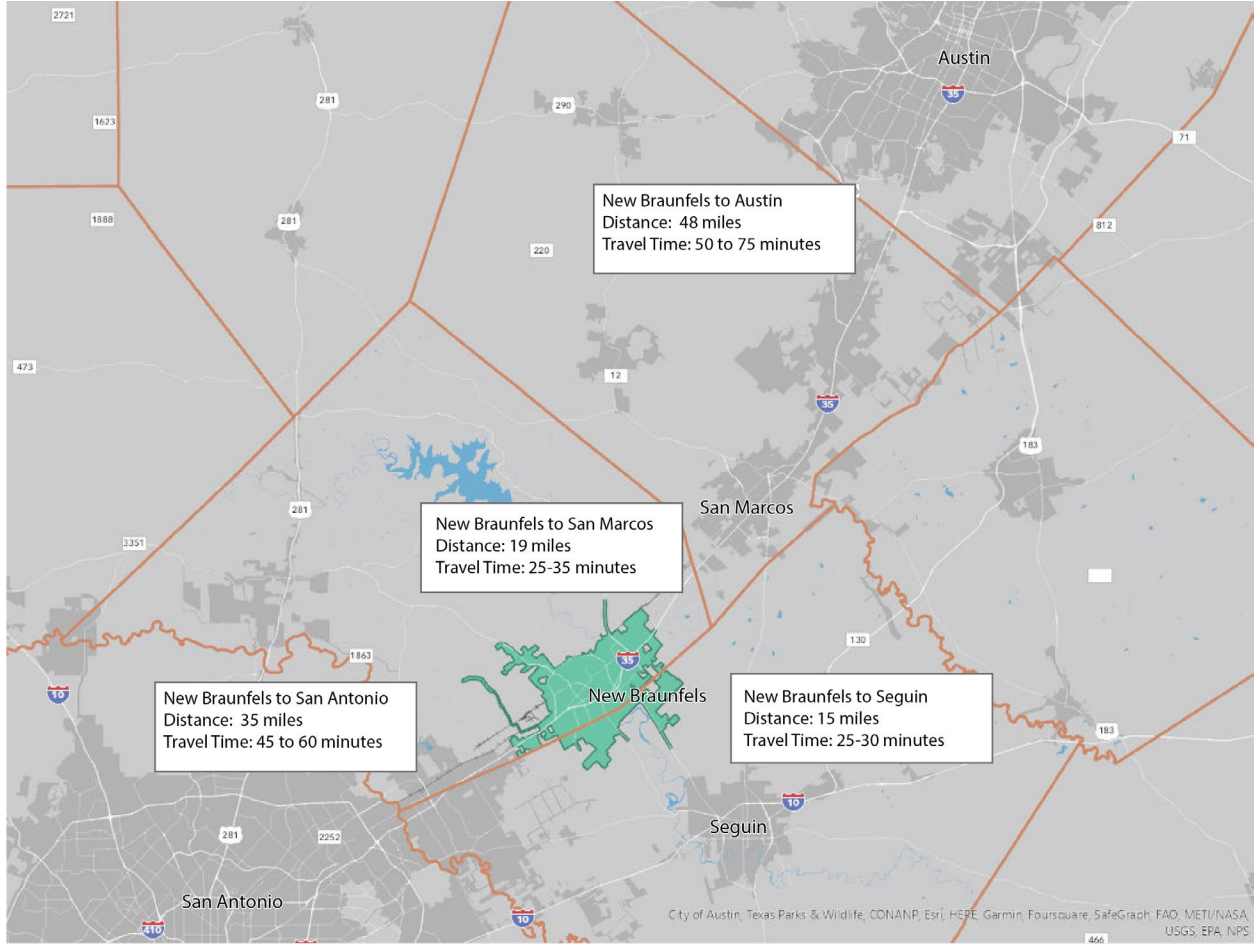 2721
Austin
281
35
290
1623
71
New Braunfels to Austin
Distance: 48 miles
Travel Time: 50 to 75 minutes
1888
281
812
220
473
12
35
183
San Marcos
281
New Braunfels to San Marcos
Distance: 19 miles
Travel Time: 25-35 minutes
3351
130
1863
35
10
New Braunfels
New Braunfels to San Antonio
Distance: 35 miles
Travel Time: 45 to 60 minutes
New Braunfels to Seguin
Distance: 15 miles
Travel Time: 25-30 minutes
183
10
Seguin
281
2252
San Antonio
10
410
City of Austin, Texas Parks & Wildlife, CONANP, Esri, HERE, Garmin, Foursquare, SafeGraph, FAO, METI/NASA,
USGS, EPA, NPS
466